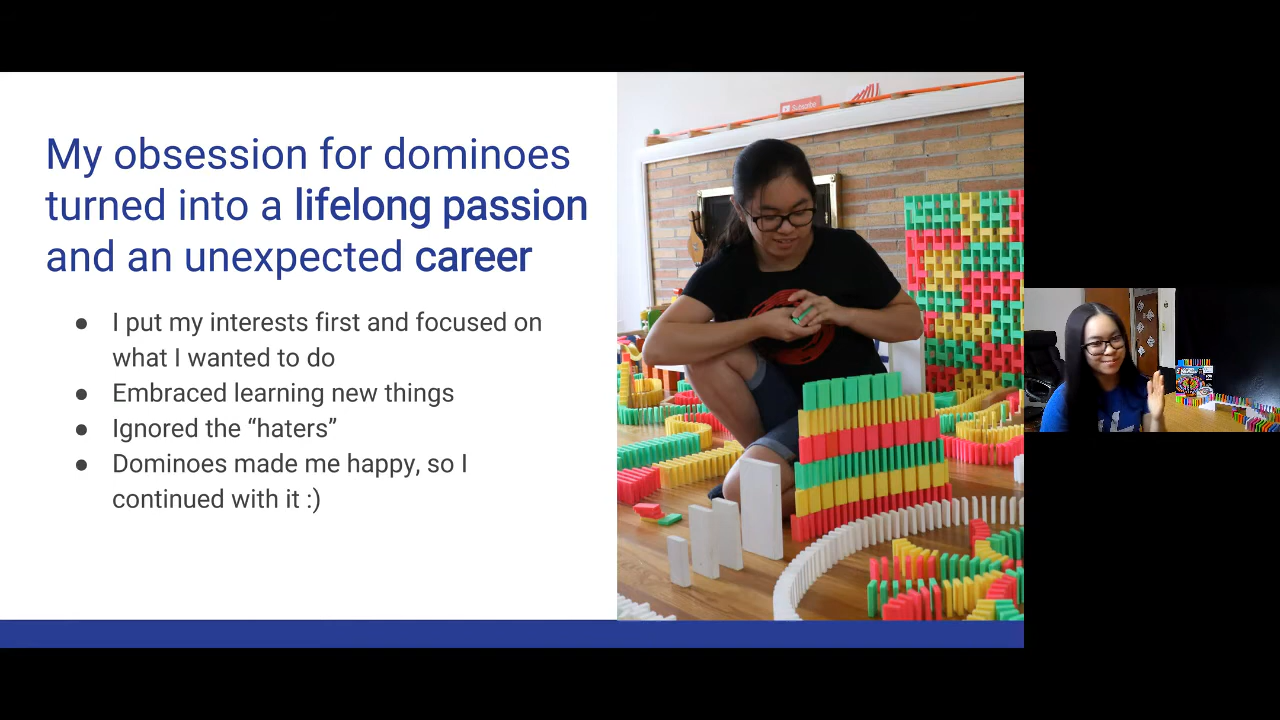 My obsession for dominoes
turned into a lifelong passion
and an unexpected career
● I put my interests first and focused on
what I wanted to do
● Embraced learning new things
● Ignored the “haters”
● Dominoes made me happy, so I
continued with it :)
Subscribe